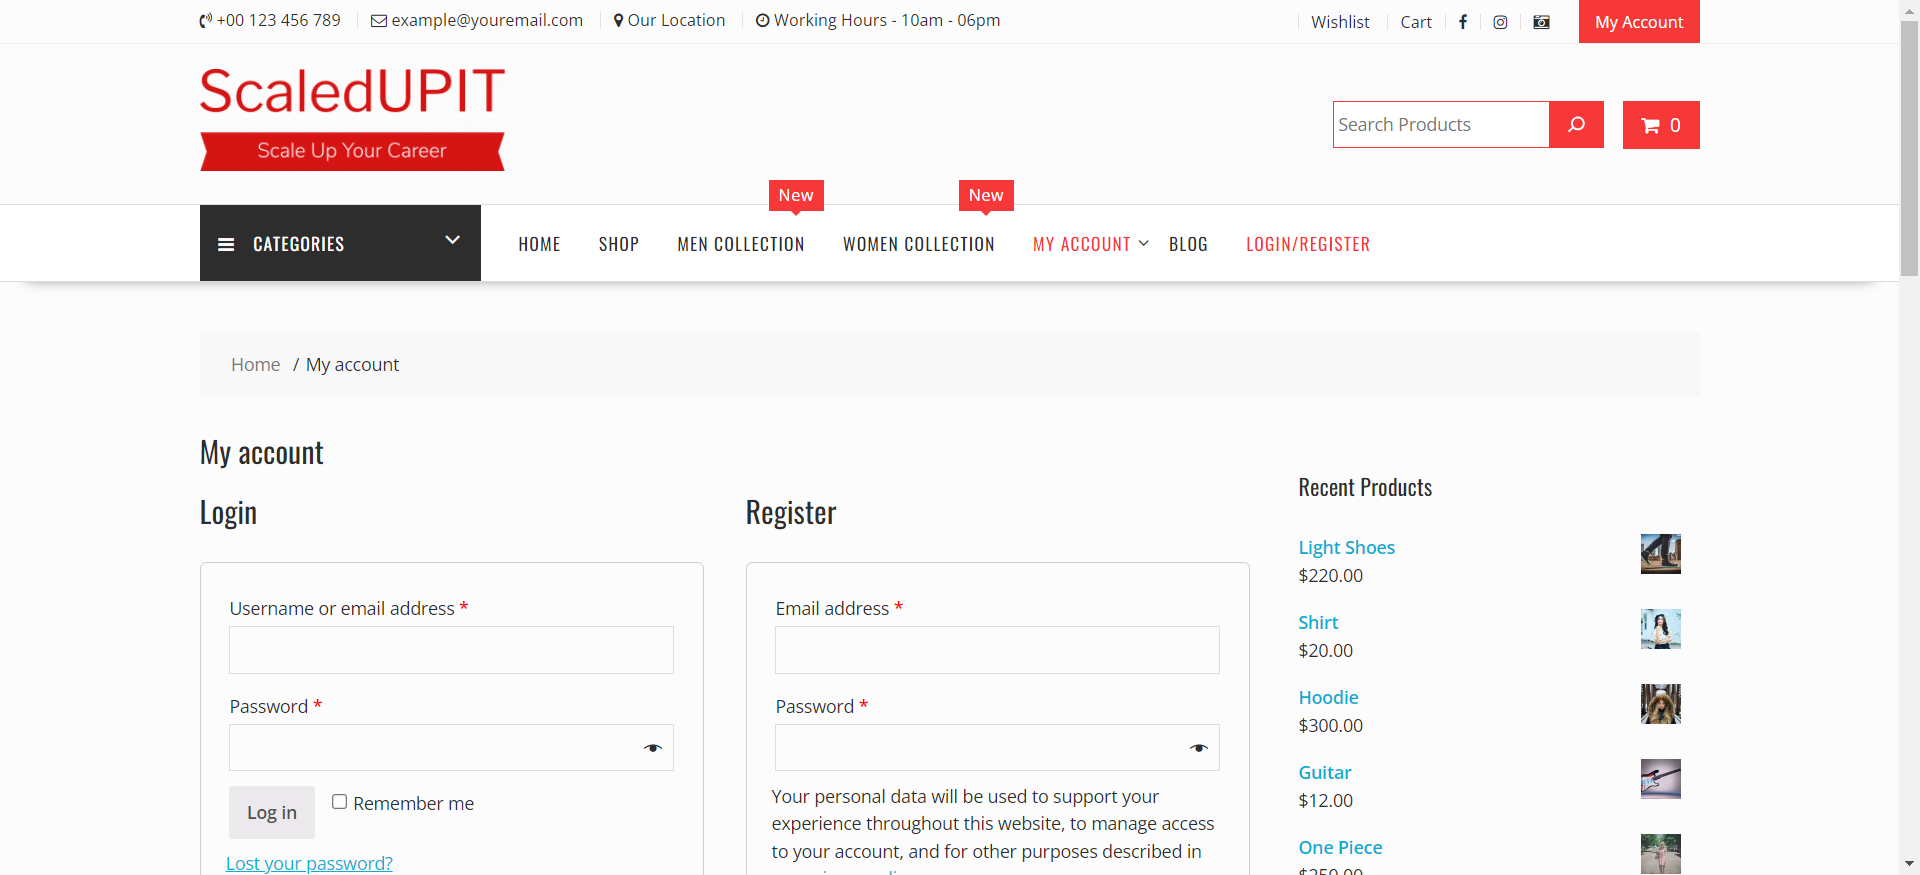 +00 123 456 789 example@youremail.com Our Location Working Hours - 10am - 06pm Wishlist Cart My Account
ScaledUPIT
Scale Up Your Career
Search Products 0
New New
CATEGORIES HOME SHOP MEN COLLECTION WOMEN COLLECTION MY ACCOUNT BLOG LOGIN/REGISTER
Home / My account
My account
Login
Username or email address *
Password *
Log in Remember me
Lost your password?
Register
Email address *
Password *
Your personal data will be used to support your
experience throughout this website, to manage access
to your account, and for other purposes described in
Recent Products
Light Shoes
$220.00
Shirt
$20.00
Hoodie
$300.00
Guitar
$12.00
One Piece